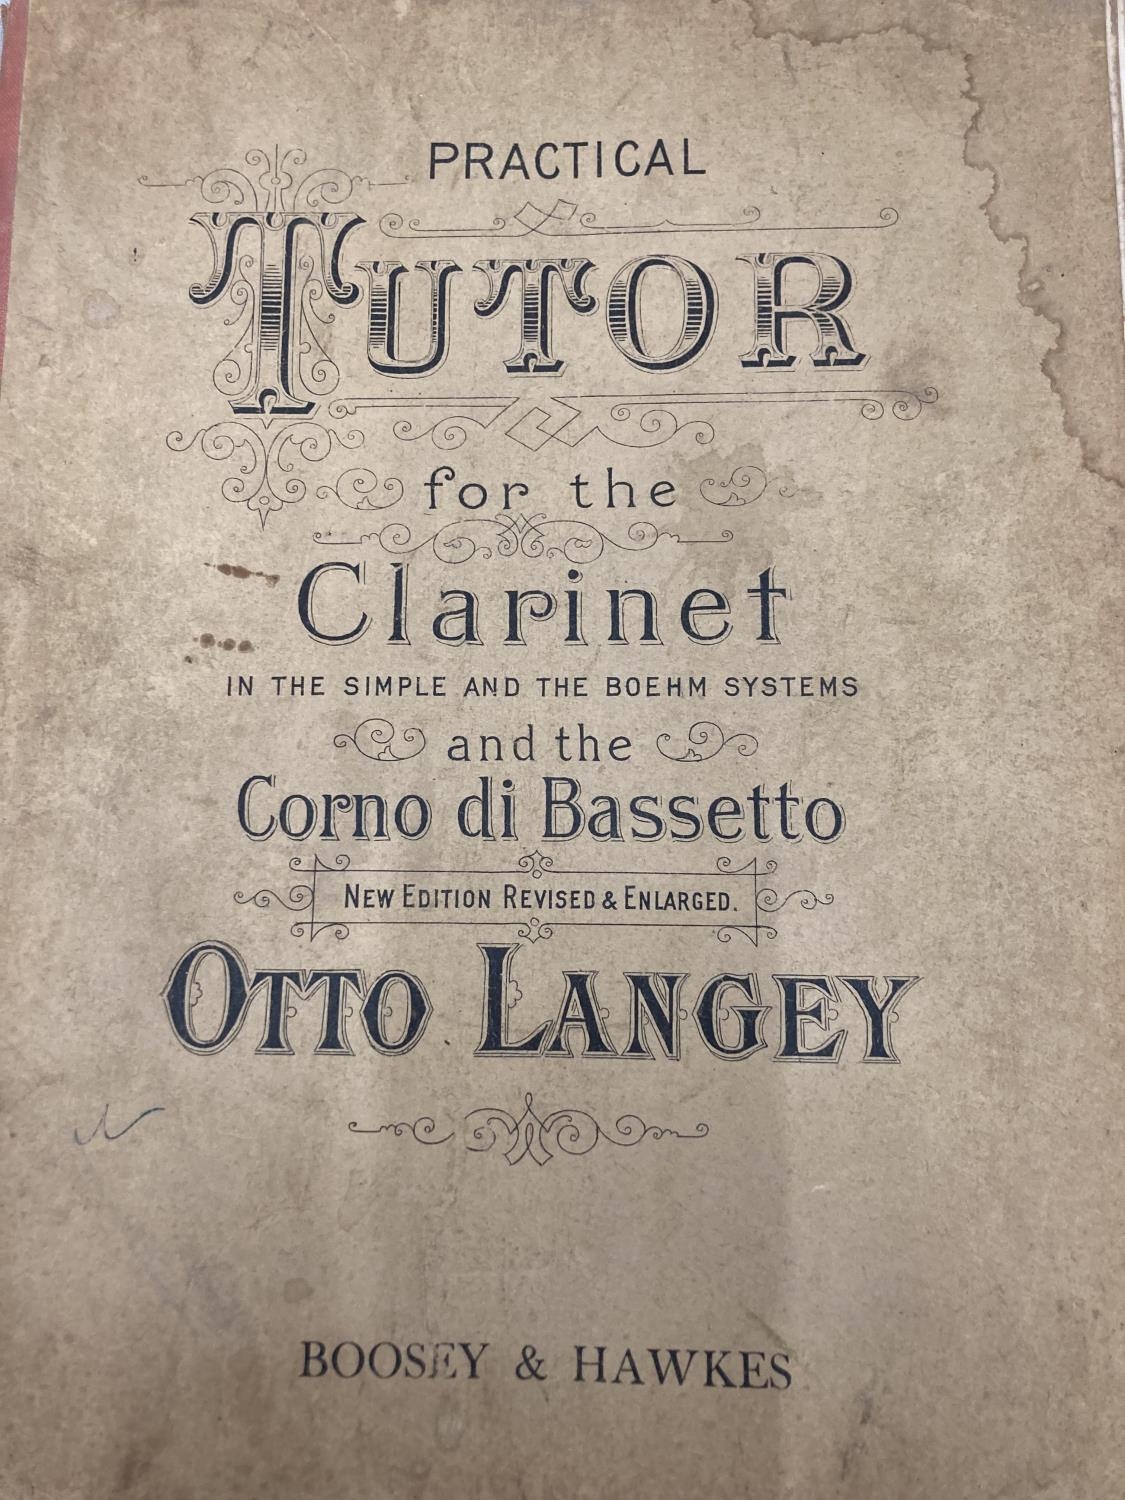 PRACTICAL
TUTOR
for the
Clarinet
IN THE SIMPLE AND THE BOEHM SYSTEMS
and the
Corno di Bassetto
NEW EDITION REVISED & ENLARGED.
OTTO LANGEY
BOOSEY & HAWKES